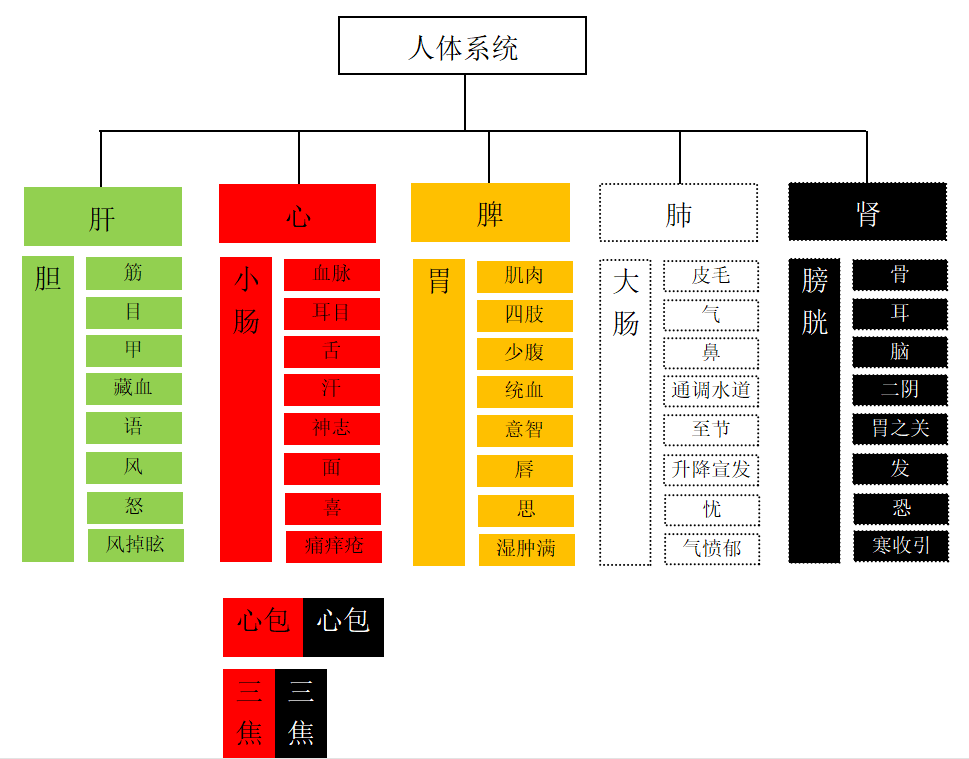 人体系统
肝
心
脾
肺
肾
胆
筋
目
甲
藏血
语
风
怒
风掉眩
小
肠
血脉
耳目
舌
汗
神志
面
喜
痛痒疮
胃
肌肉
四肢
少腹
统血
意智
唇
思
湿肿满
大
肠
皮毛
气
鼻
通调水道
至节
升降宣发
忧
气愤郁
膀
胱
骨
耳
脑
二阴
胃之关
发
恐
寒收引
心包
心包
三
焦
三
焦